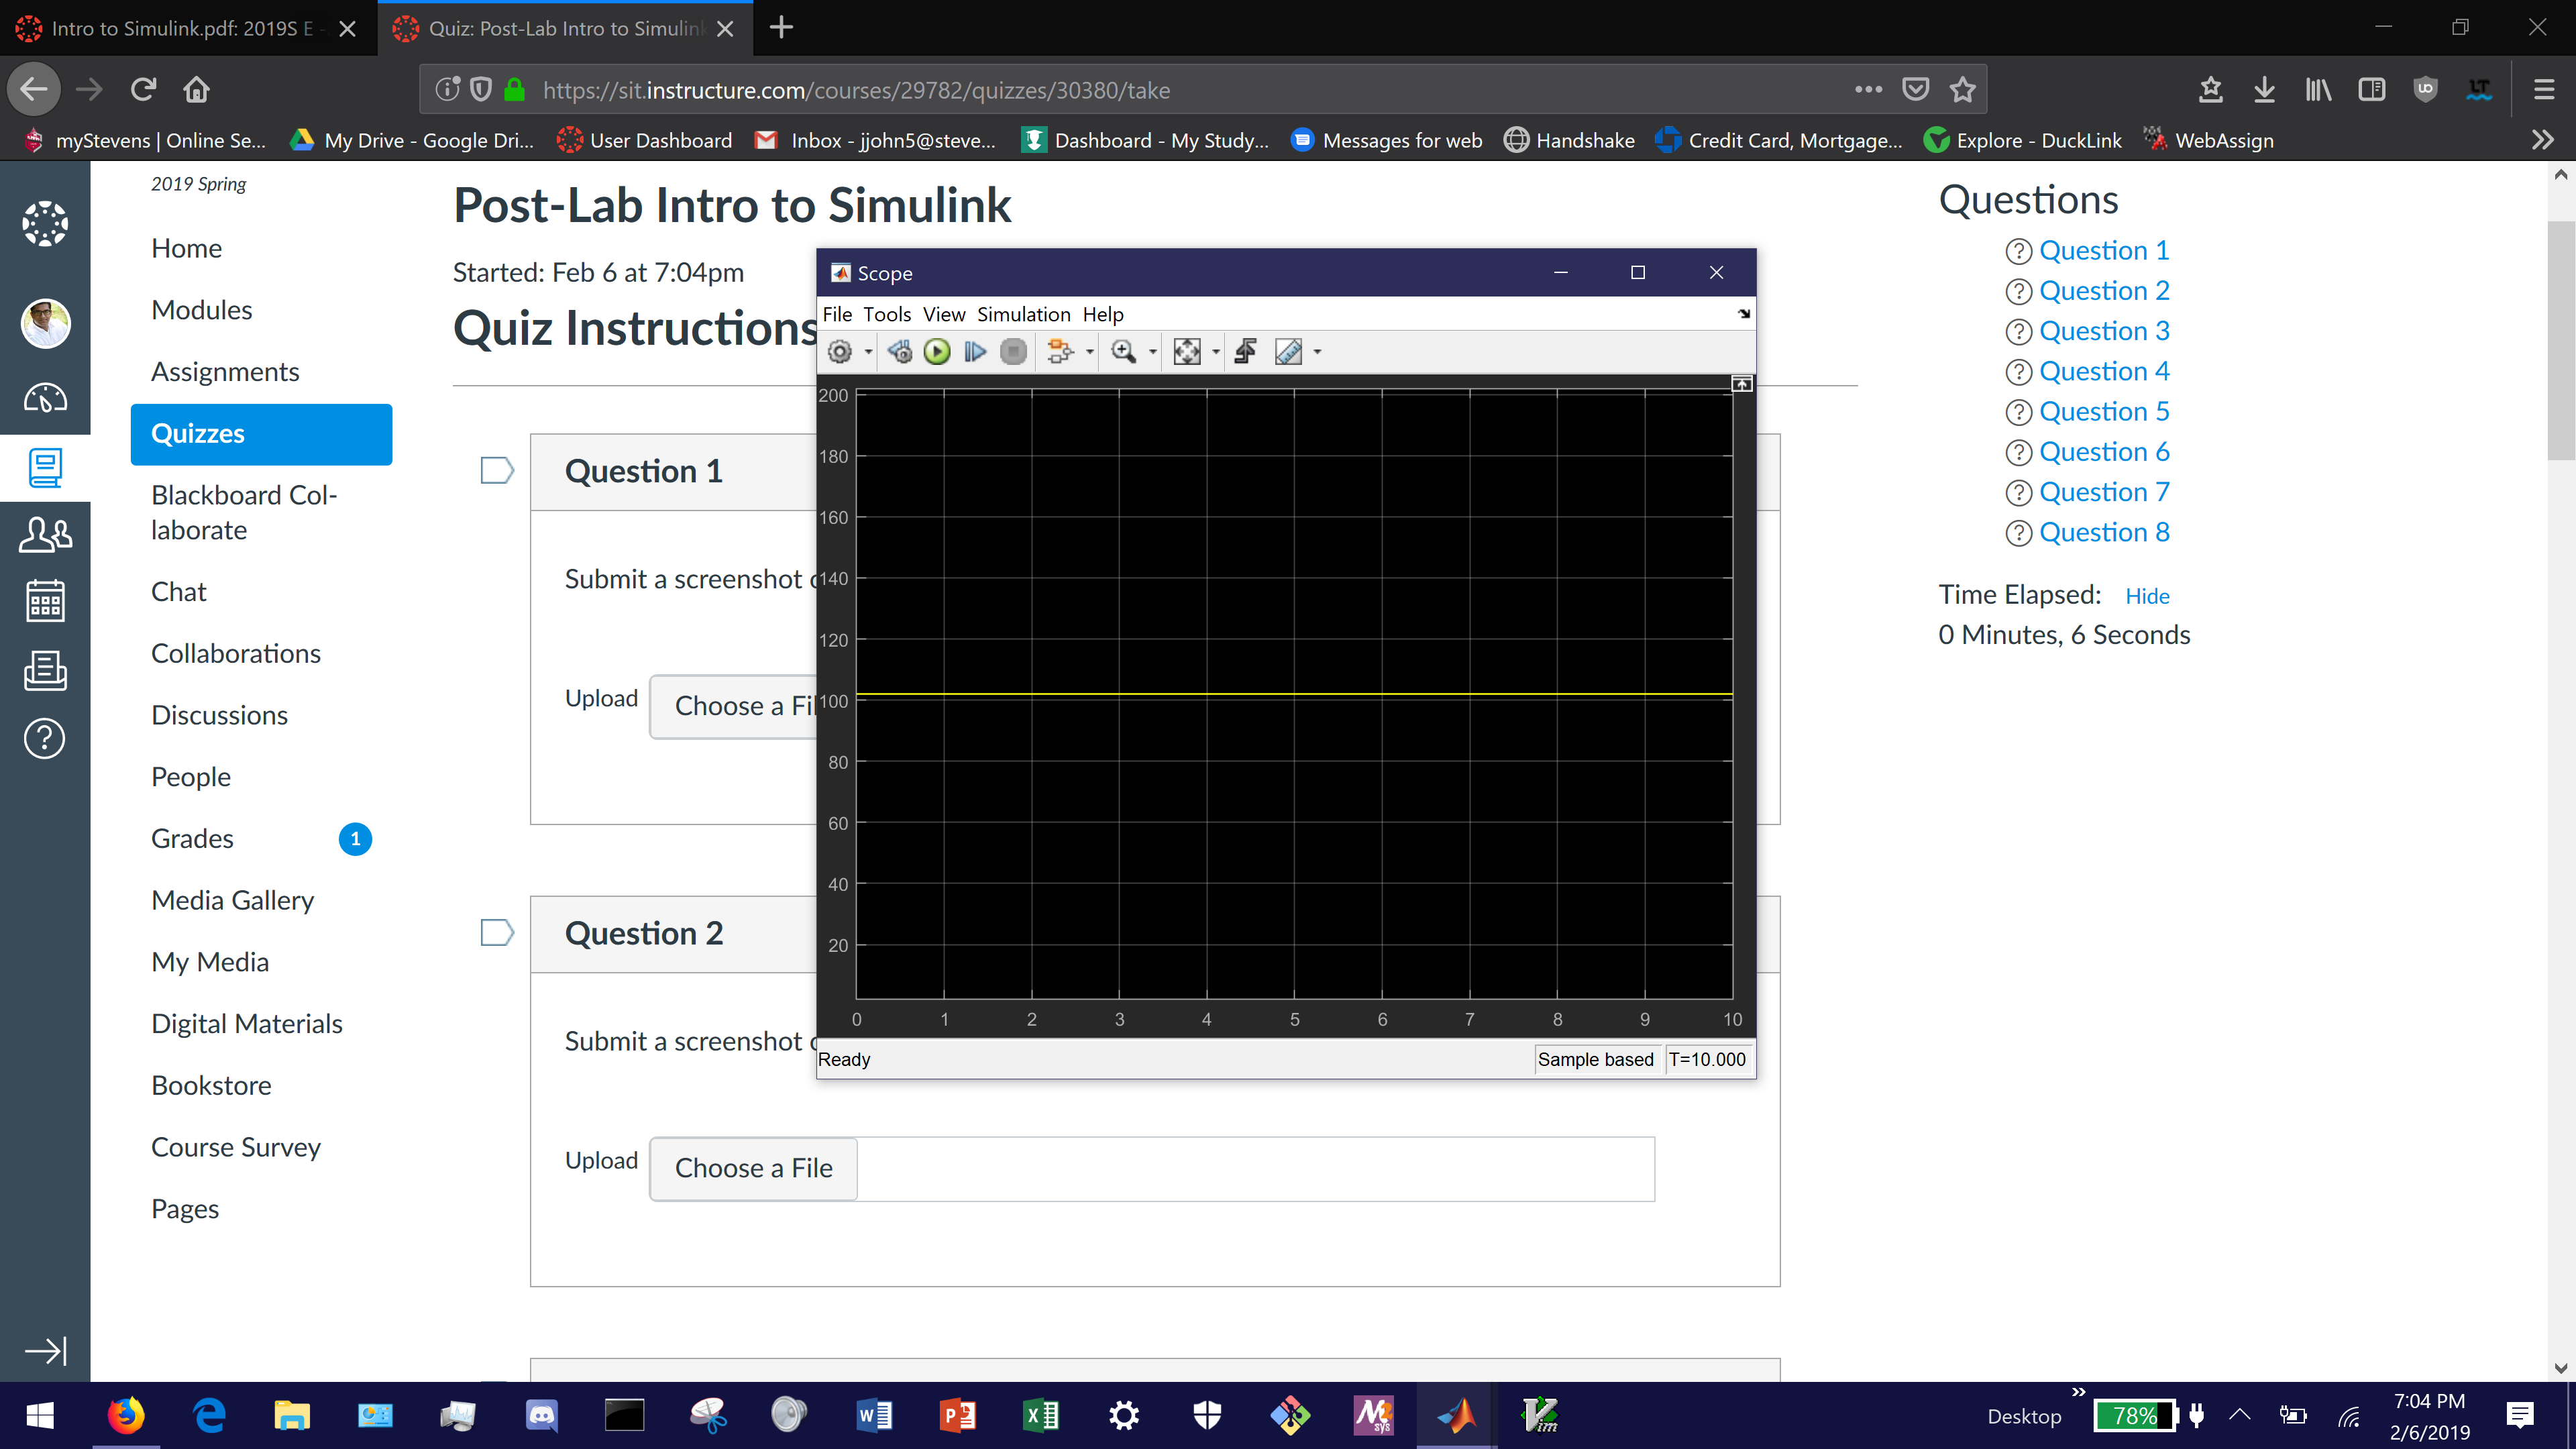 Intro to Simulink.pdf: 2019S E -
Quiz: Post-Lab Intro to Simulink
https://sit.instructure.com/courses/29782/quizzes/30380/take
myStevens | Online Se...
My Drive - Google Dri...
User Dashboard
Inbox - jjohn5@steve...
Dashboard - My Study...
Messages for web
Handshake
Credit Card, Mortgage...
Explore - DuckLink
WebAssign
2019 Spring
Home
Modules
Assignments
Quizzes
Blackboard Col-
laborate
Chat
Collaborations
Discussions
People
Grades 1
Media Gallery
My Media
Digital Materials
Bookstore
Course Survey
Pages
Post-Lab Intro to Simulink
Started: Feb 6 at 7:04pm
Quiz Instructions
Question 1
Submit a screenshot
Upload Choose a Fil
Question 2
Submit a screenshot
Upload Choose a File
Scope
File Tools View Simulation Help
200
180
160
140
120
100
80
60
40
20
0 1 2 3 4 5 6 7 8 9 10
Ready Sample based T=10.000
Questions
Question 1
Question 2
Question 3
Question 4
Question 5
Question 6
Question 7
Question 8
Time Elapsed: Hide
0 Minutes, 6 Seconds
Desktop
78%
7:04 PM
2/6/2019